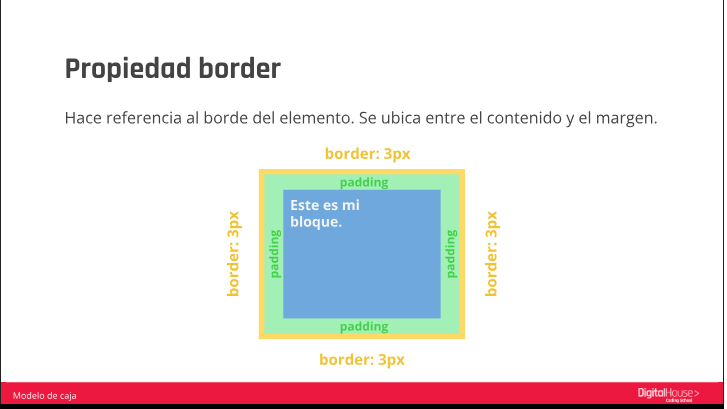 Propiedad border
Hace referencia al borde del elemento. Se ubica entre el contenido y el margen.
border: 3px
padding
Este es mi
bloque.
border: 3px
padding
padding
border: 3px
padding
border: 3px
Modelo de caja
DigitalHouse>
Coding School